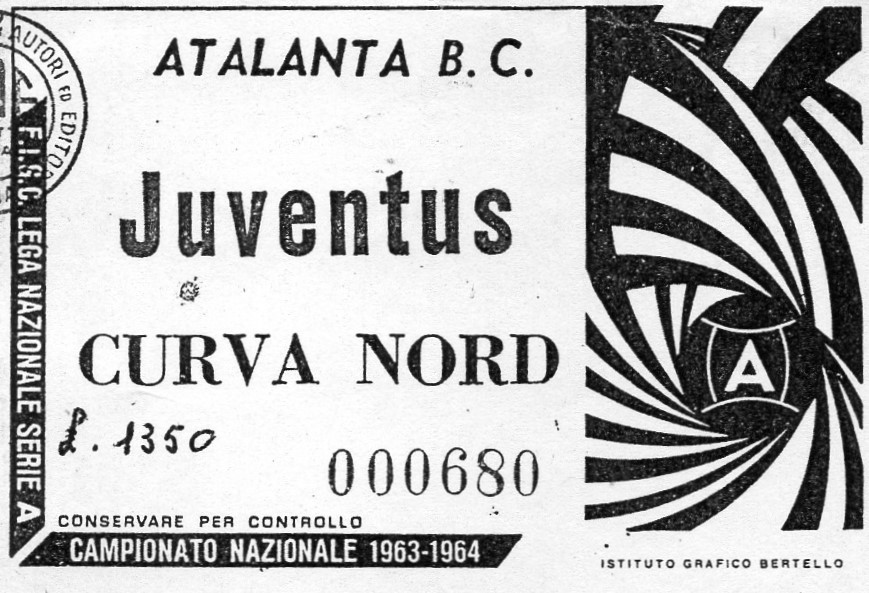 ATALANTA B. C.
Juventus
CURVA NORD
£. 1350
000680
CONSERVARE PER CONTROLLO
CAMPIONATO NAZIONALE 1963-1964
F.I.G.C. LEGA NAZIONALE SERIE A
AUTORI ED EDITORI
A
ISTITUTO GRAFICO BERTELLO